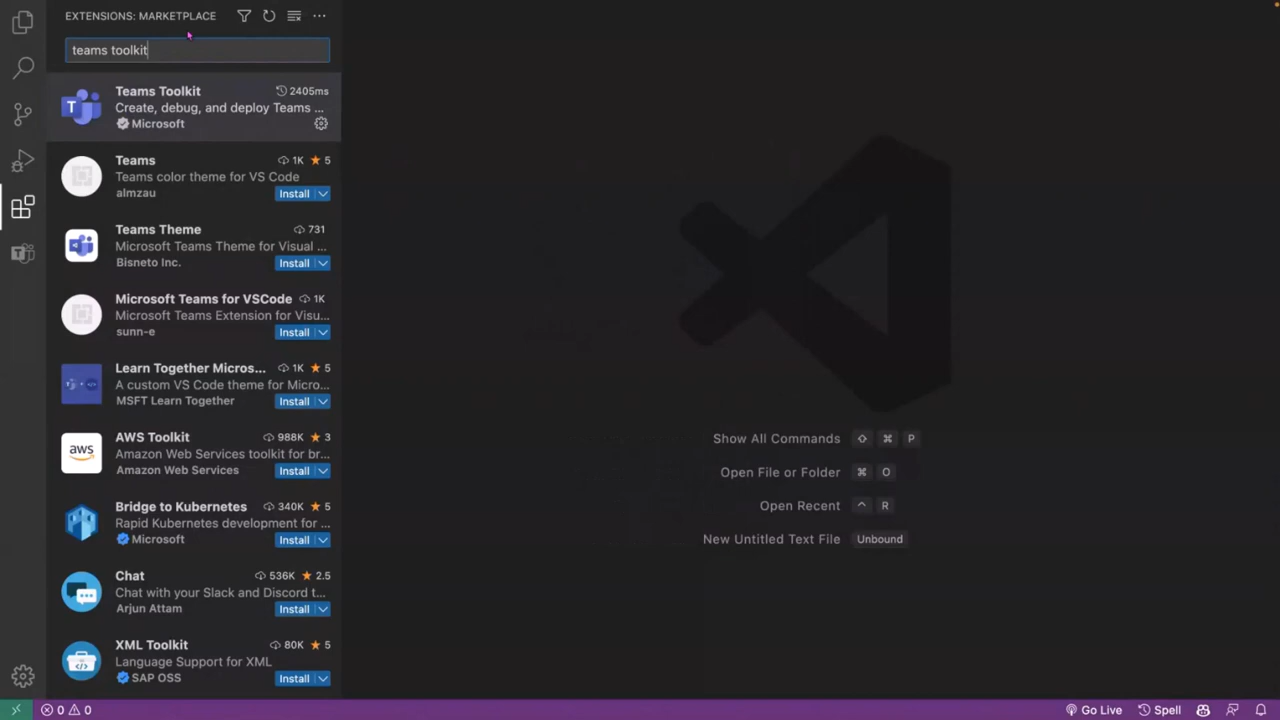 EXTENSIONS: MARKETPLACE
teams toolkit
Teams Toolkit 2405ms
Create, debug, and deploy Teams ...
Microsoft
Teams 1K 5
Teams color theme for VS Code
almzau Install
Teams Theme 731
Microsoft Teams Theme for Visual ...
Bisneto Inc. Install
Microsoft Teams for VSCode 1K
Microsoft Teams Extension for Visu...
sunn-e Install
Learn Together Micros... 1K 5
A custom VS Code theme for Micro...
MSFT Learn Together Install
aws
AWS Toolkit 988K 3
Amazon Web Services toolkit for br...
Amazon Web Services Install
Bridge to Kubernetes 340K 5
Rapid Kubernetes development for ...
Microsoft Install
Chat 536K 2.5
Chat with your Slack and Discord t...
Arjun Attam Install
XML Toolkit 80K 5
Language Support for XML
SAP OSS Install
Show All Commands ⇧ ⌘ P
Open File or Folder ⌘ O
Open Recent ^ R
New Untitled Text File Unbound
0 0 Go Live Spell